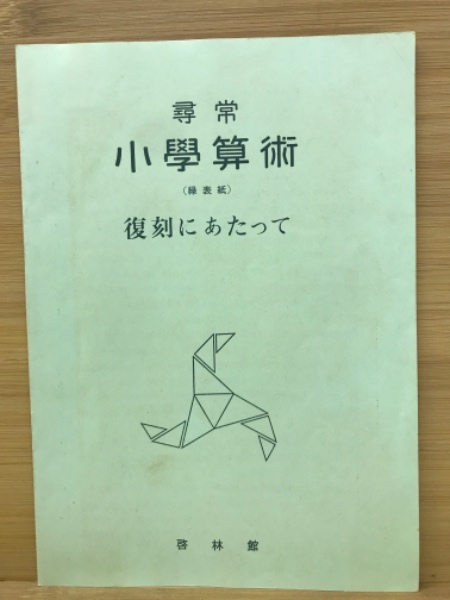 尋常
小學算術
(緑表紙)
復刻にあたって
啓林館